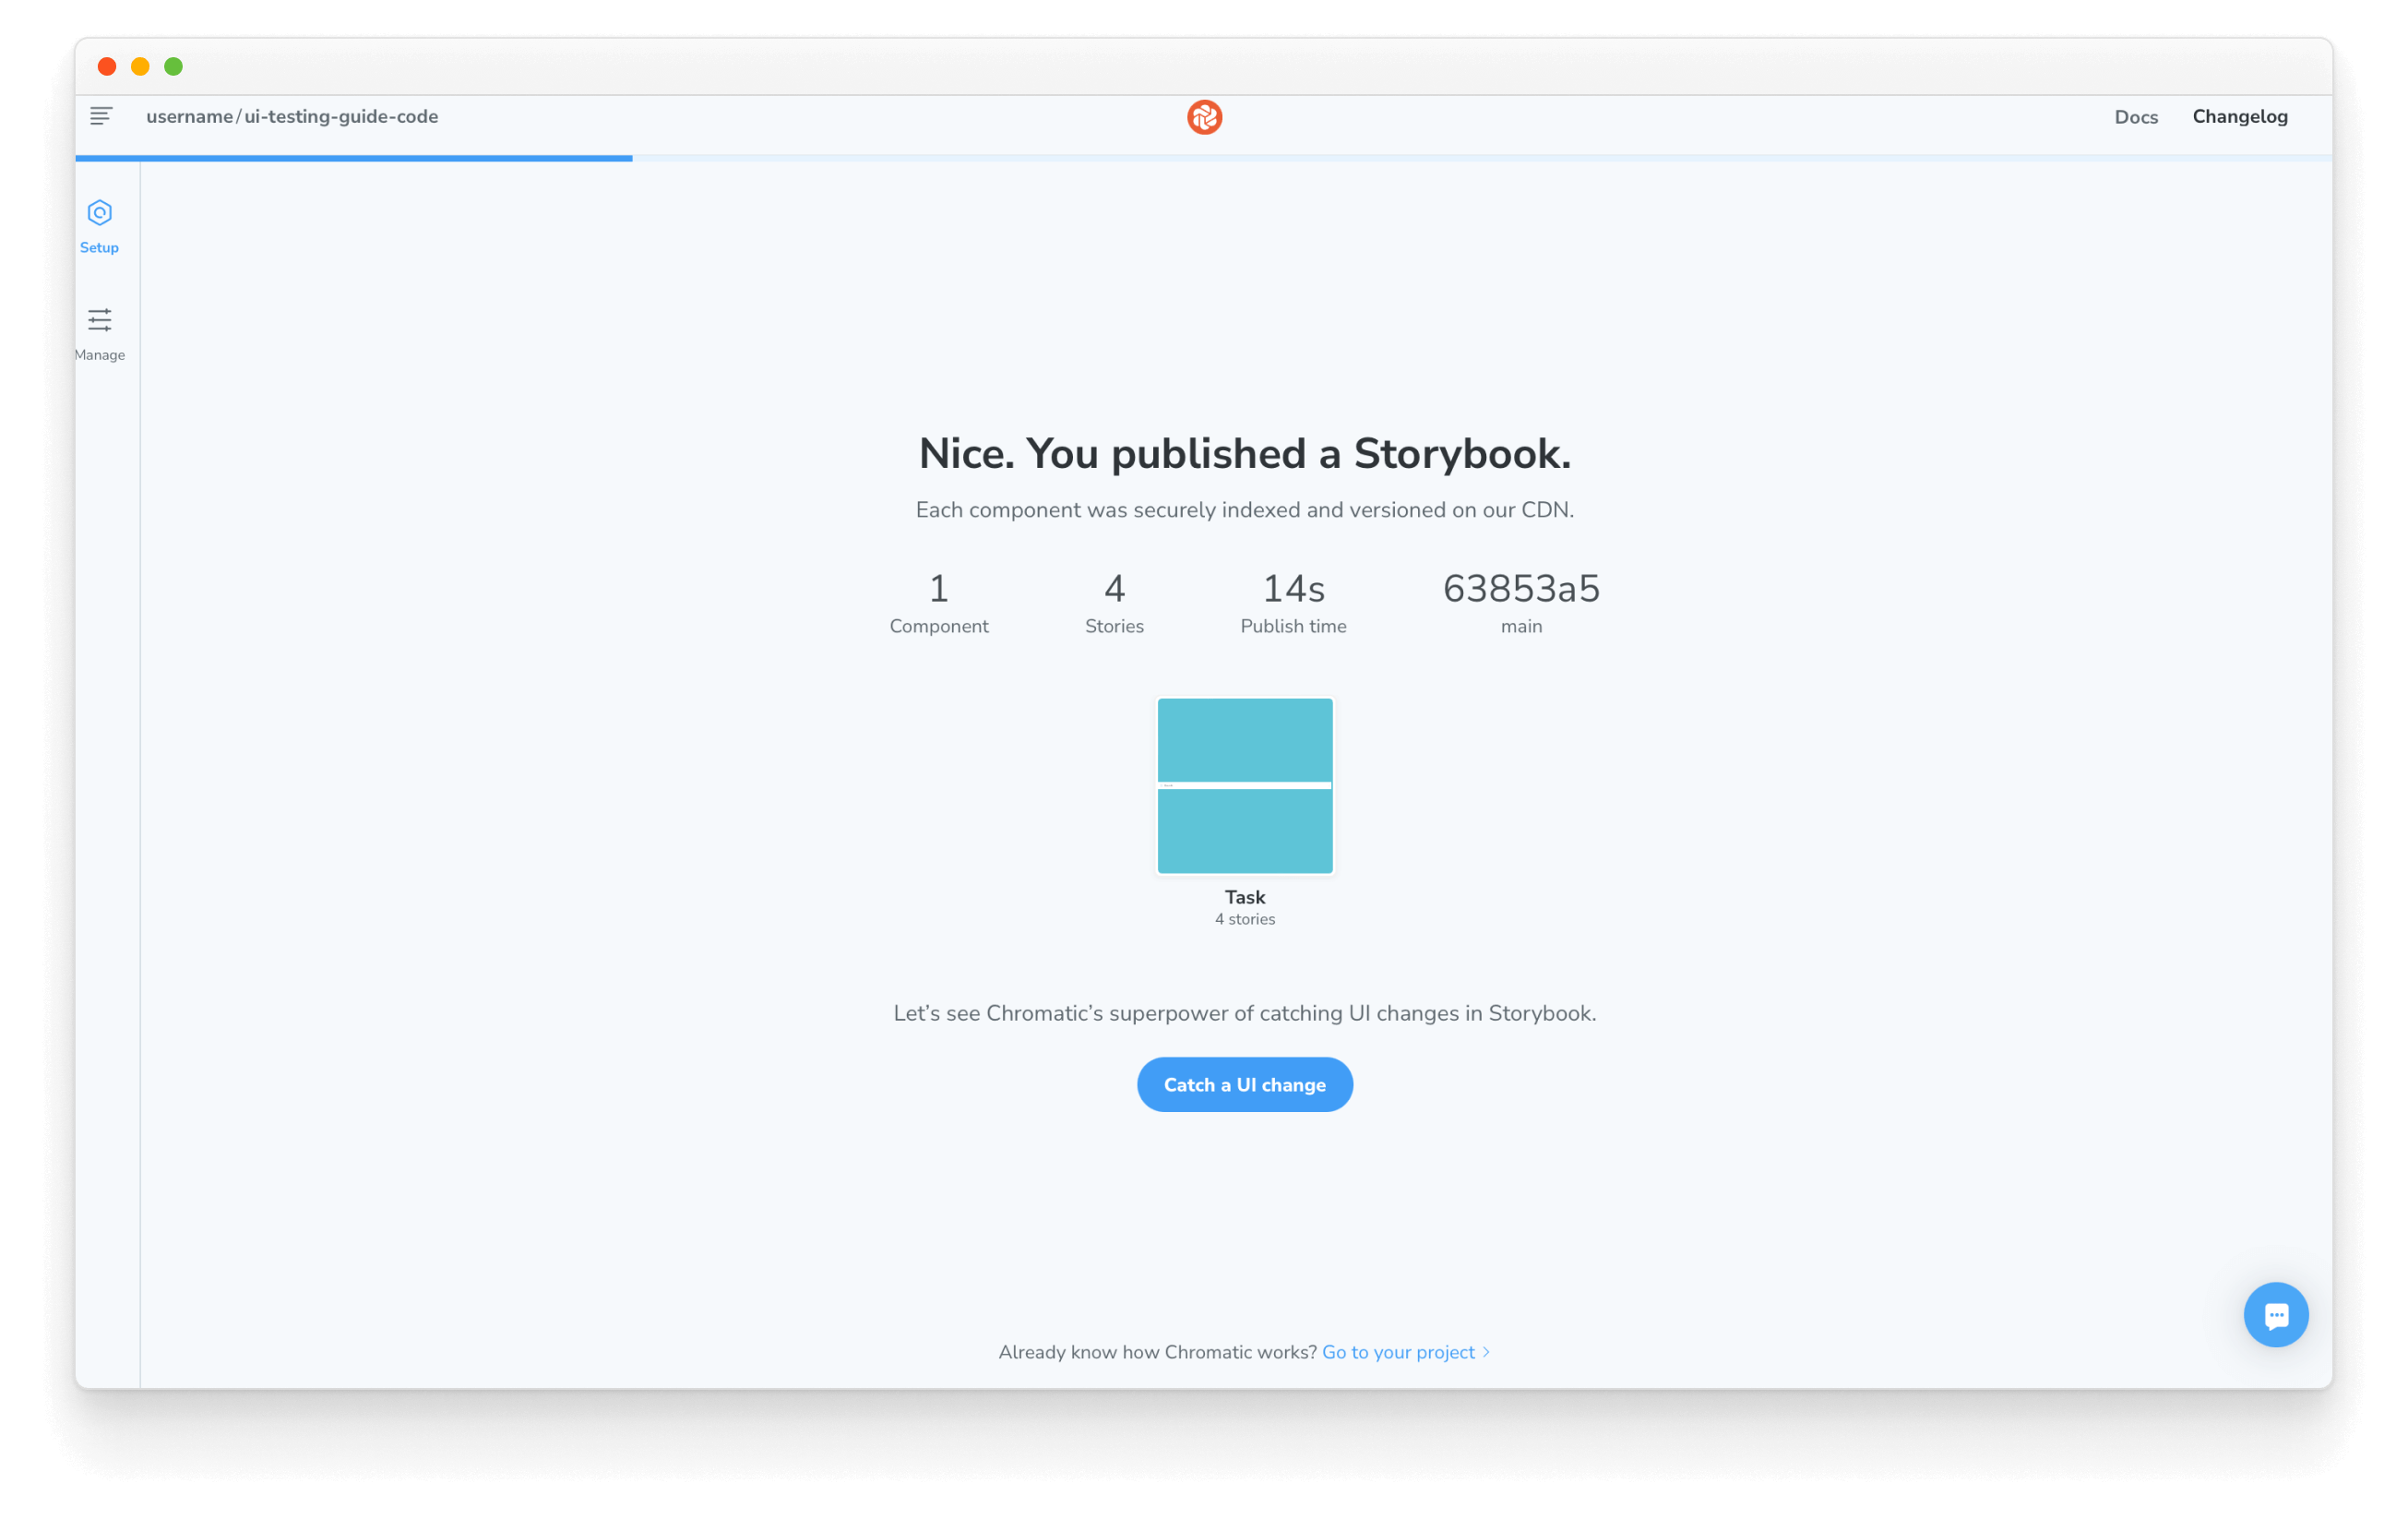 username/ui-testing-guide-code
Docs
Changelog
Setup
Manage
Nice. You published a Storybook.
Each component was securely indexed and versioned on our CDN.
1
Component
4
Stories
14s
Publish time
63853a5
main
Task
4 stories
Let’s see Chromatic’s superpower of catching UI changes in Storybook.
Catch a UI change
Already know how Chromatic works? Go to your project